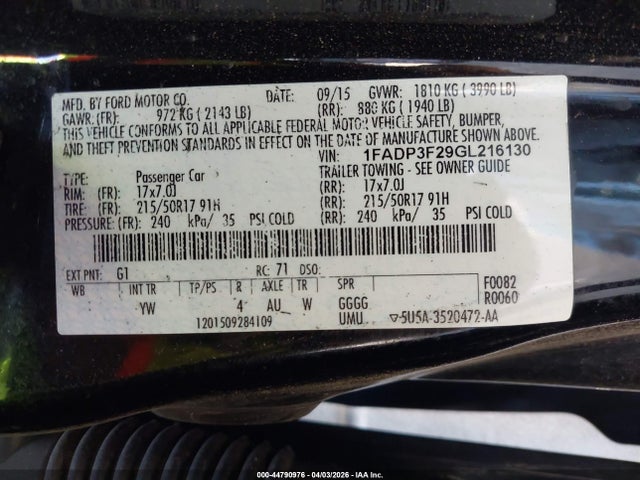 MFD. BY FORD MOTOR CO. DATE: 09/15 GVWR: 1810 KG ( 3990 LB)
GAWR: (FR): 972 KG ( 2143 LB) (RR): 880 KG ( 1940 LB)
THIS VEHICLE CONFORMS TO ALL APPLICABLE FEDERAL MOTOR VEHICLE SAFETY, BUMPER,
AND THEFT PREVENTION STANDARDS IN EFFECT ON THE DATE OF MANUFACTURE SHOWN ABOVE.
VIN: 1FADP3F29GL216130
TYPE: Passenger Car TRAILER TOWING - SEE OWNER GUIDE
RIM: (FR) 17x7.0J (RR): 17x7.0J
TIRE: (FR): 215/50R17 91H (RR): 215/50R17 91H
PRESSURE: (FR): 240 kPa/ 35 PSI COLD (RR): 240 kPa/ 35 PSI COLD
EXT PNT: G1 RC: 71 DSO:
WB INT TR TP/PS R AXLE TR SPR F0082
YW 4 AU W GGGG R0060
1201509284109 UMU ▽5U5A-3520472-AA
000-44790976 - 04/03/2026 - IAA Inc.